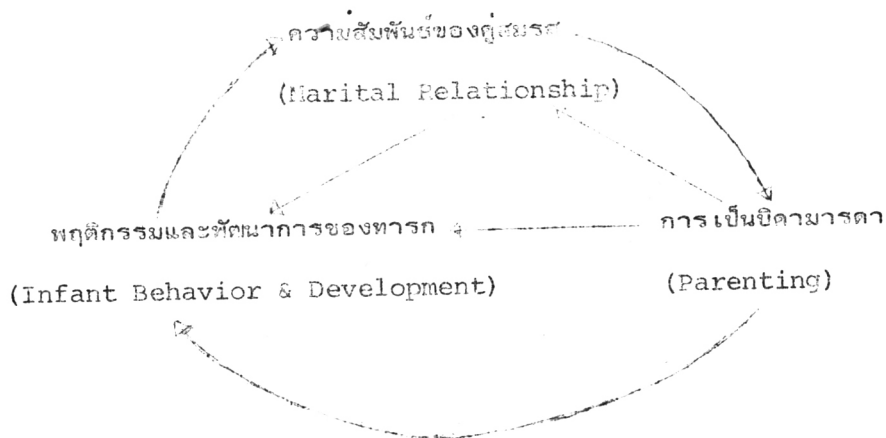 ความสัมพันธ์ของคู่สมรส
(Marital Relationship)
พฤติกรรมและพัฒนาการของทารก การเป็นบิดามารดา
(Infant Behavior & Development) (Parenting)